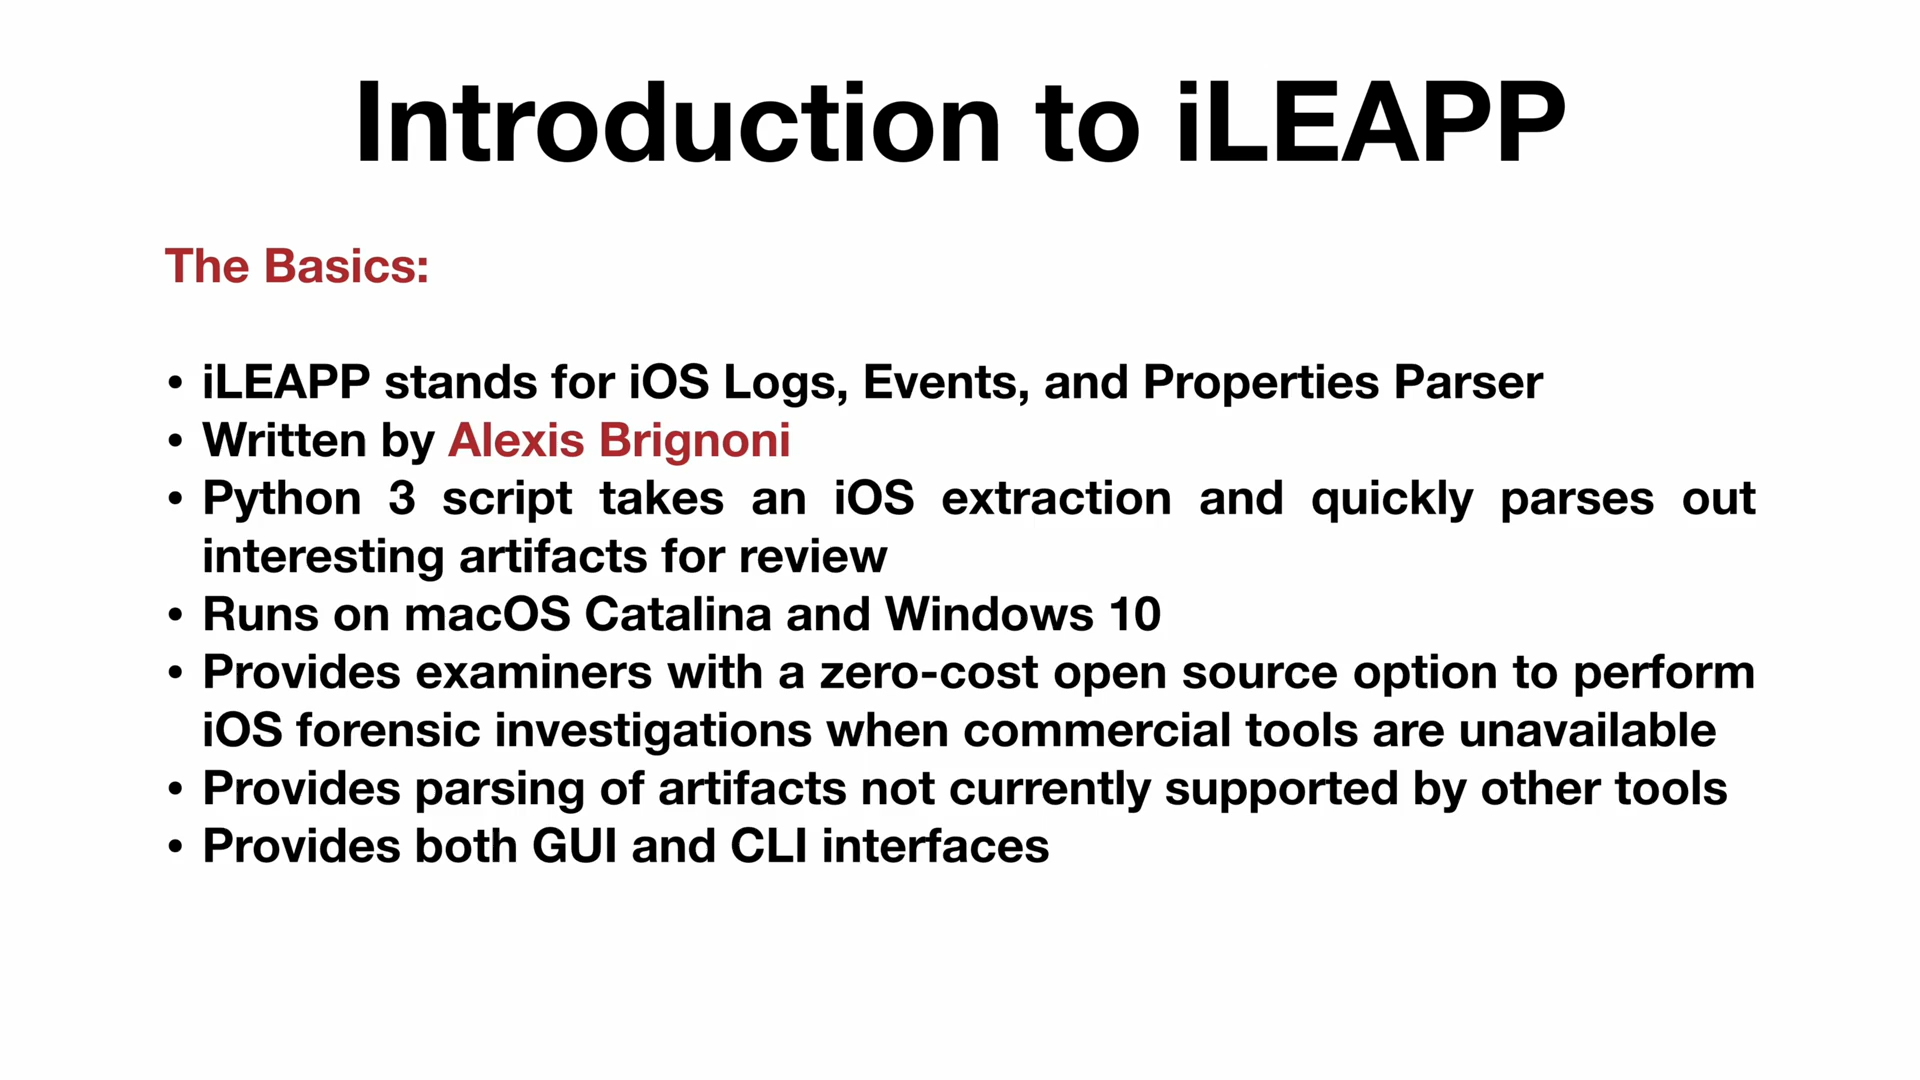 Introduction to iLEAPP
The Basics:
• iLEAPP stands for iOS Logs, Events, and Properties Parser
• Written by Alexis Brignoni
• Python 3 script takes an iOS extraction and quickly parses out
interesting artifacts for review
• Runs on macOS Catalina and Windows 10
• Provides examiners with a zero-cost open source option to perform
iOS forensic investigations when commercial tools are unavailable
• Provides parsing of artifacts not currently supported by other tools
• Provides both GUI and CLI interfaces